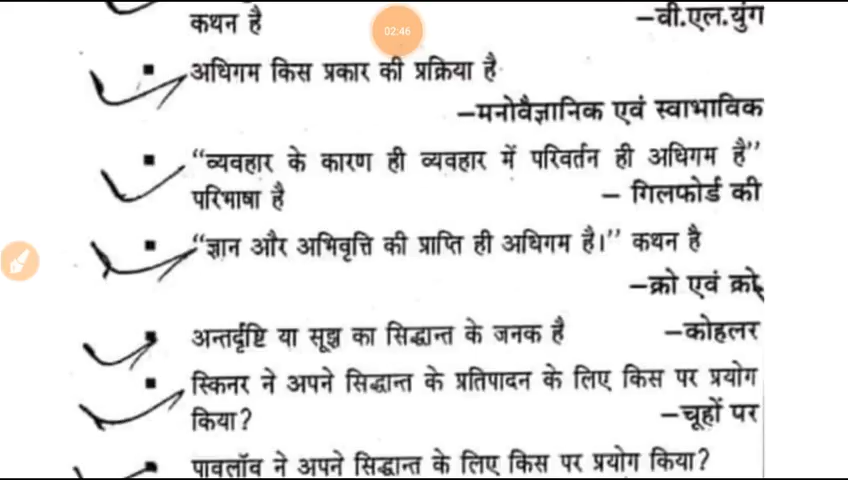 कथन है
–वी.एल.युंग
02:46
■ अधिगम किस प्रकार की प्रक्रिया है
–मनोवैज्ञानिक एवं स्वाभाविक
■ “व्यवहार के कारण ही व्यवहार में परिवर्तन ही अधिगम है”
परिभाषा है – गिलफोर्ड की
■ “ज्ञान और अभिवृत्ति की प्राप्ति ही अधिगम है।” कथन है
–क्रो एवं क्रो
■ अन्तर्दृष्टि या सूझ का सिद्धान्त के जनक है –कोहलर
■ स्किनर ने अपने सिद्धान्त के प्रतिपादन के लिए किस पर प्रयोग
किया? –चूहों पर
■ पावलॉव ने अपने सिद्धान्त के लिए किस पर प्रयोग किया?